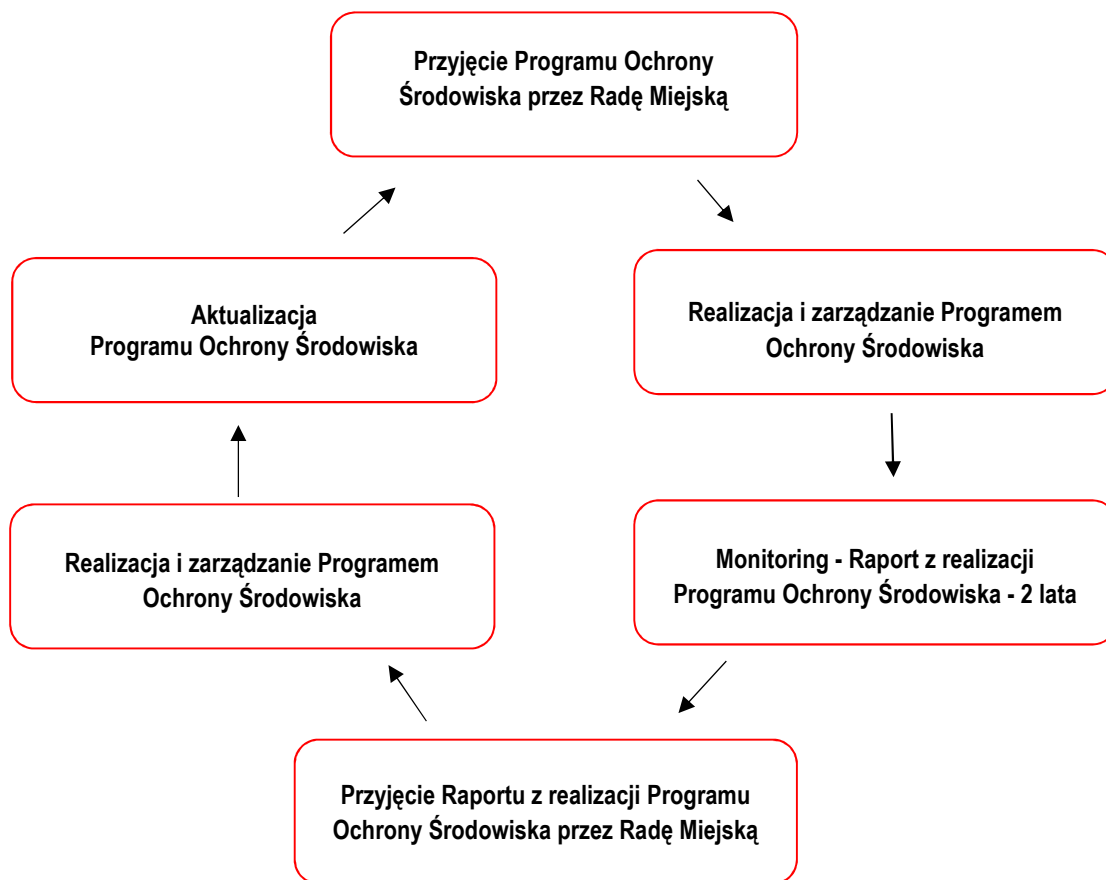 Przyjęcie Programu Ochrony
Środowiska przez Radę Miejską
Aktualizacja
Programu Ochrony Środowiska
Realizacja i zarządzanie Programem
Ochrony Środowiska
Realizacja i zarządzanie Programem
Ochrony Środowiska
Monitoring - Raport z realizacji
Programu Ochrony Środowiska - 2 lata
Przyjęcie Raportu z realizacji Programu
Ochrony Środowiska przez Radę Miejską